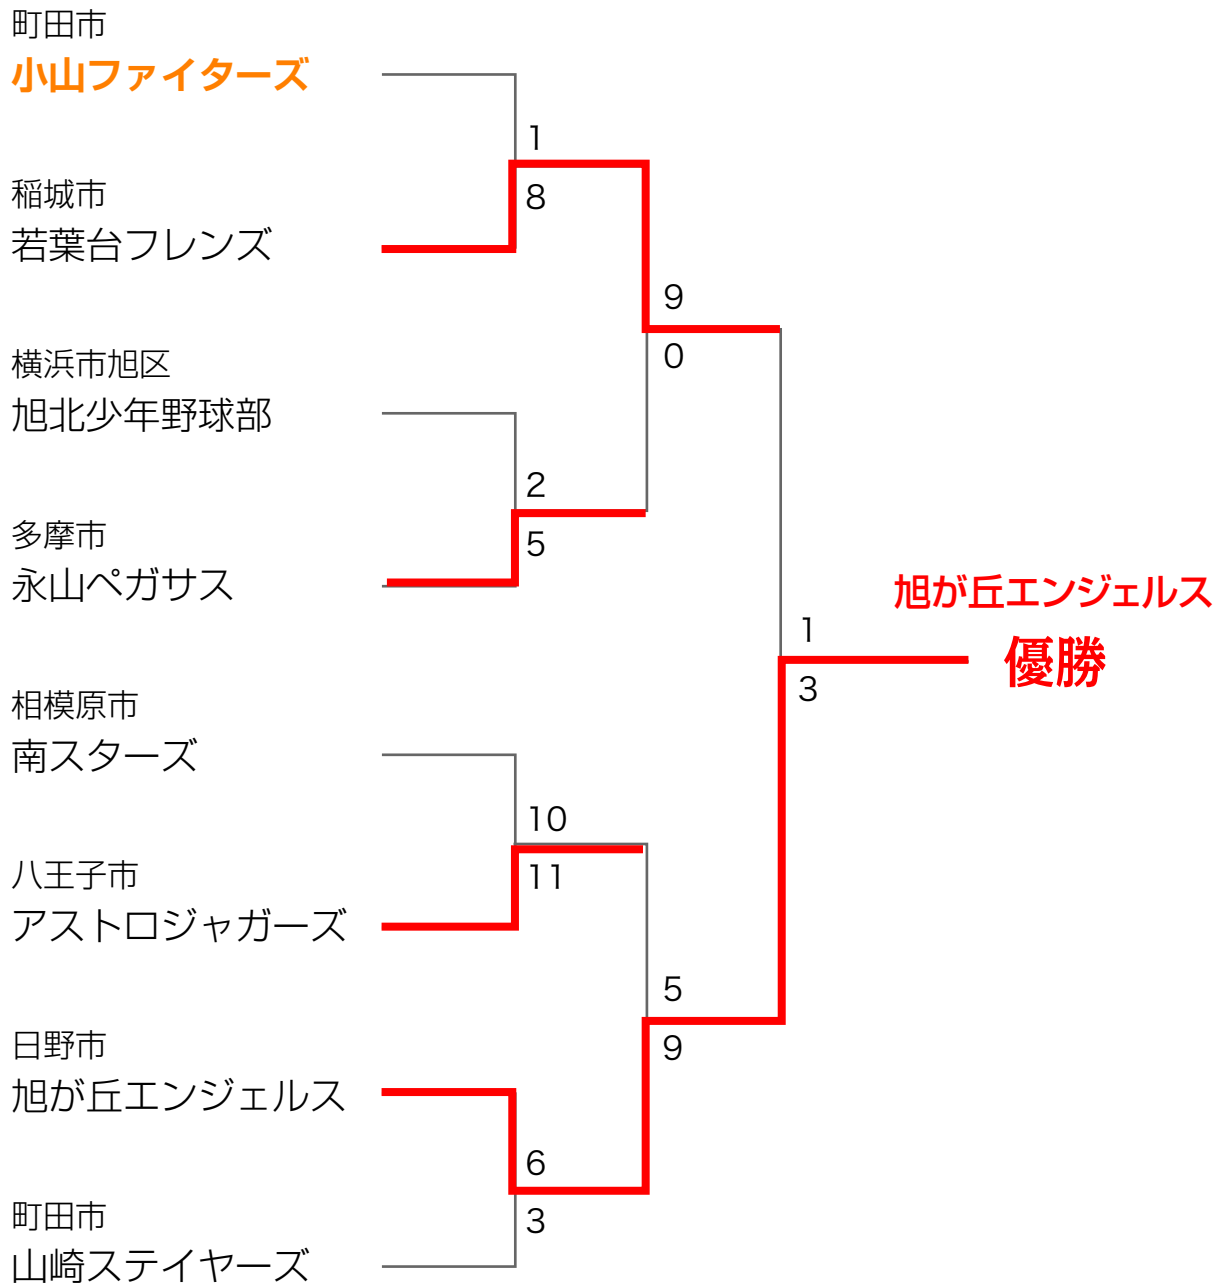 町田市
小山ファイターズ
1
8
稲城市
若葉台フレンズ
9
0
横浜市旭区
旭北少年野球部
2
5
多摩市
永山ペガサス
旭が丘エンジェルス
優勝
1
3
相模原市
南スターズ
10
11
八王子市
アストロジャガーズ
5
9
日野市
旭が丘エンジェルス
6
3
町田市
山崎ステイヤーズ